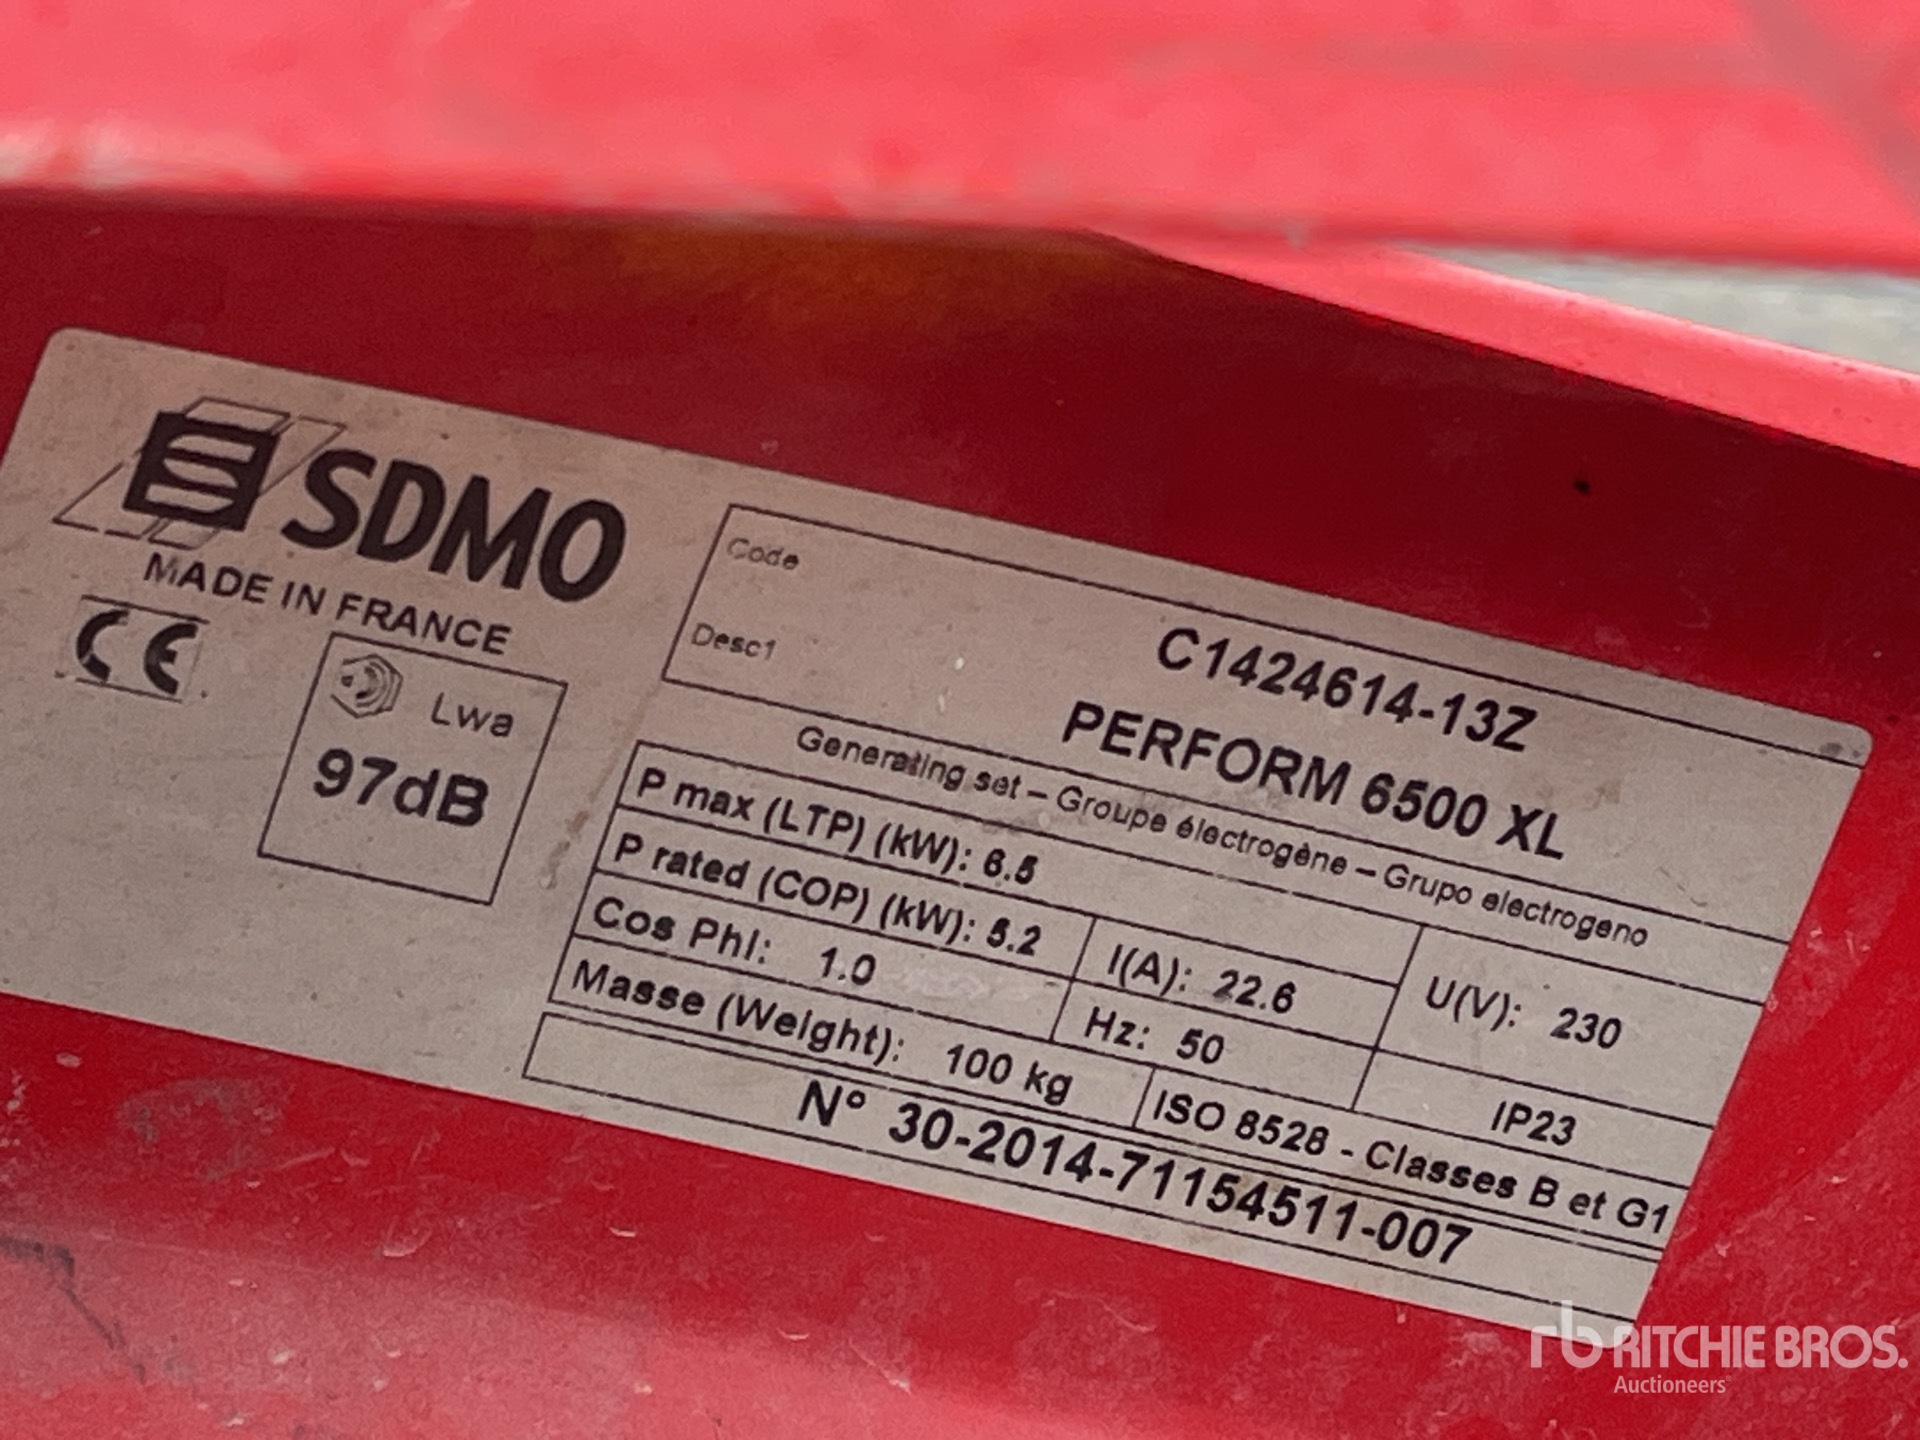 SDMO
MADE IN FRANCE
CE
Lwa
97dB
Code
C1424614-13Z
Desc1
PERFORM 6500 XL
Generating set – Groupe électrogène – Grupo electrogeno
P max (LTP) (kW): 6.5
P rated (COP) (kW): 5.2
I(A): 22.6
U(V): 230
Cos Phi: 1.0
Hz: 50
IP23
Masse (Weight): 100 kg
ISO 8528 - Classes B et G1
N° 30-2014-71154511-007
rb RITCHIE BROS.
Auctioneers